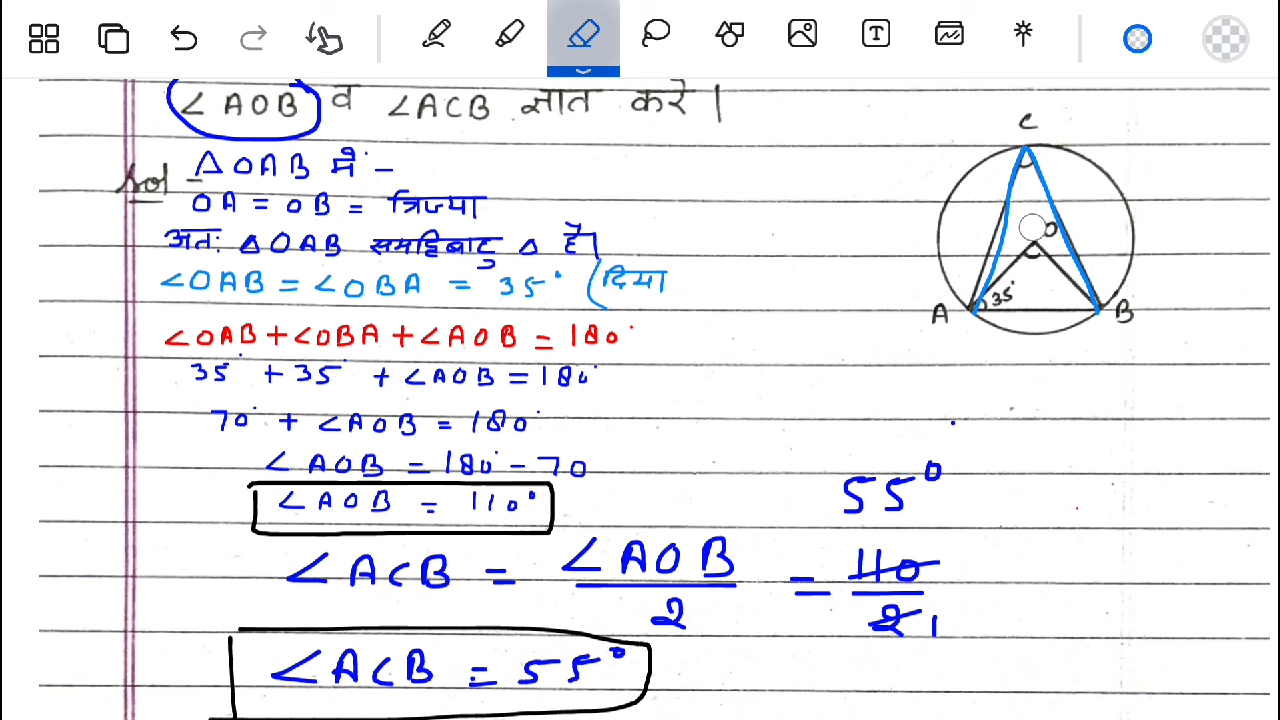 ∠AOB व ∠ACB ज्ञात करे।
Sol - ΔOAB में -
OA = OB = त्रिज्या
अतः ΔOAB समद्विबाहु Δ है।
∠OAB = ∠OBA = 35° (दिया
∠OAB + ∠OBA + ∠AOB = 180°
35° + 35° + ∠AOB = 180°
70° + ∠AOB = 180°
∠AOB = 180° - 70
∠AOB = 110°
55°
∠ACB = ∠AOB/2 = 110/2 1
∠ACB = 55°
C
O
A 35° B